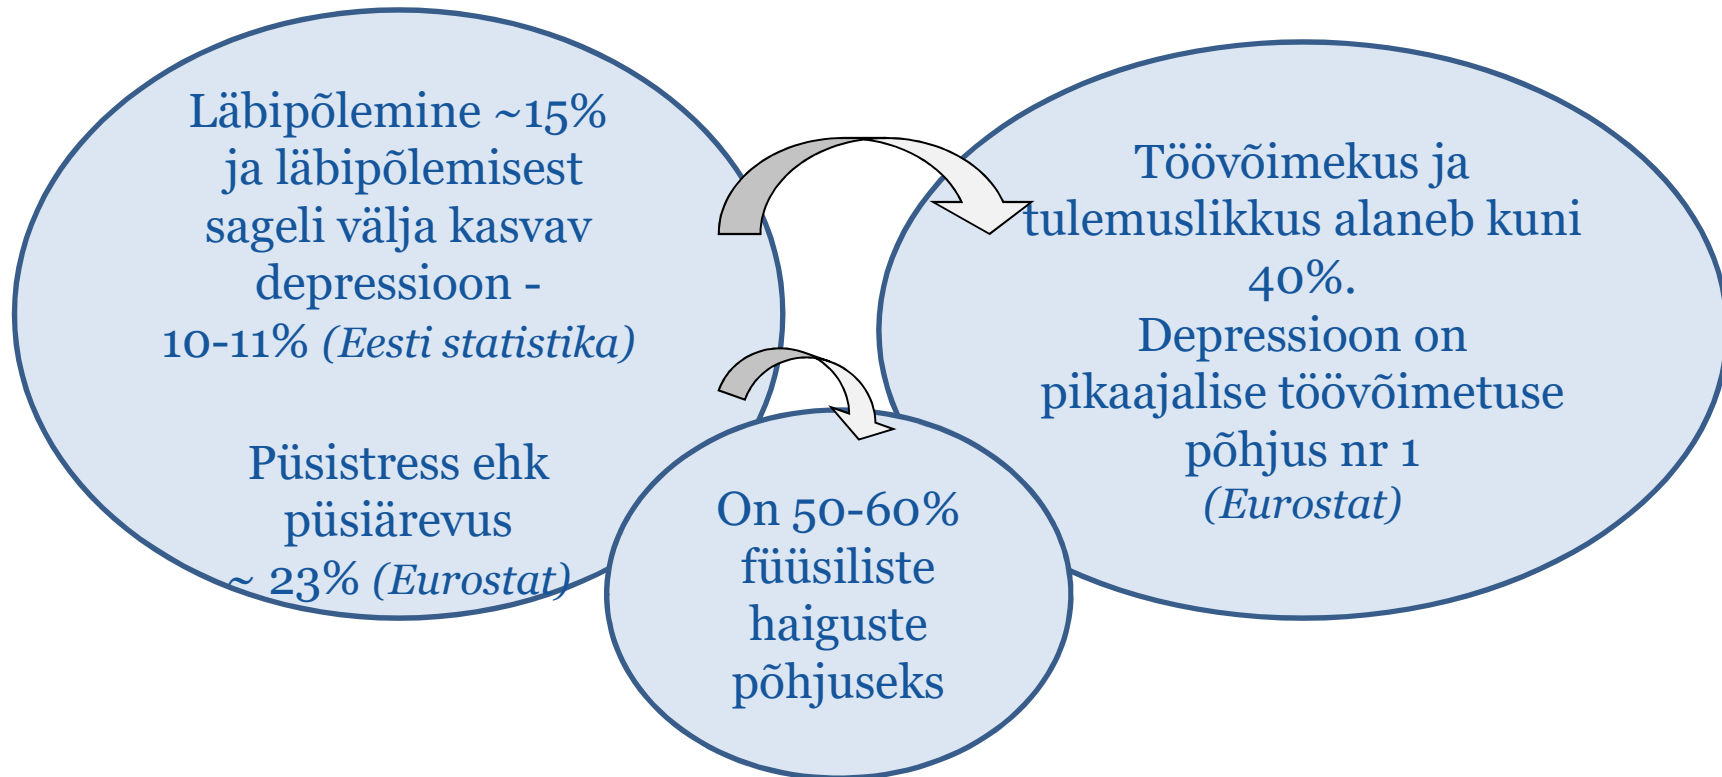 Läbipõlemine ~15%
ja läbipõlemisest
sageli välja kasvav
depressioon -
10-11% (Eesti statistika)
Püsistress ehk
püsiärevus
~ 23% (Eurostat)
On 50-60%
füüsiliste
haiguste
põhjuseks
Töövõimekus ja
tulemuslikkus alaneb kuni
40%.
Depressioon on
pikaajalise töövõimetuse
põhjus nr 1
(Eurostat)